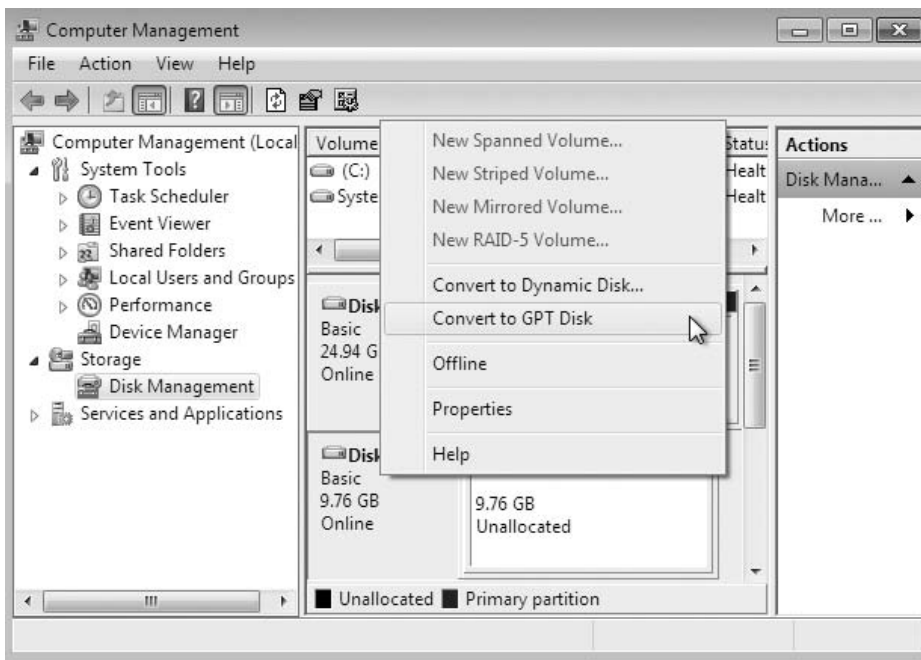 Computer Management
File Action View Help
Computer Management (Local
System Tools
Task Scheduler
Event Viewer
Shared Folders
Local Users and Groups
Performance
Device Manager
Storage
Disk Management
Services and Applications
Volume
(C:)
Syste
Statu
Healt
Healt
New Spanned Volume...
New Striped Volume...
New Mirrored Volume...
New RAID-5 Volume...
Convert to Dynamic Disk...
Convert to GPT Disk
Offline
Properties
Help
Disk
Basic
24.94 G
Online
Disk
Basic
9.76 GB
Online
9.76 GB
Unallocated
Unallocated Primary partition
Actions
Disk Mana...
More ...